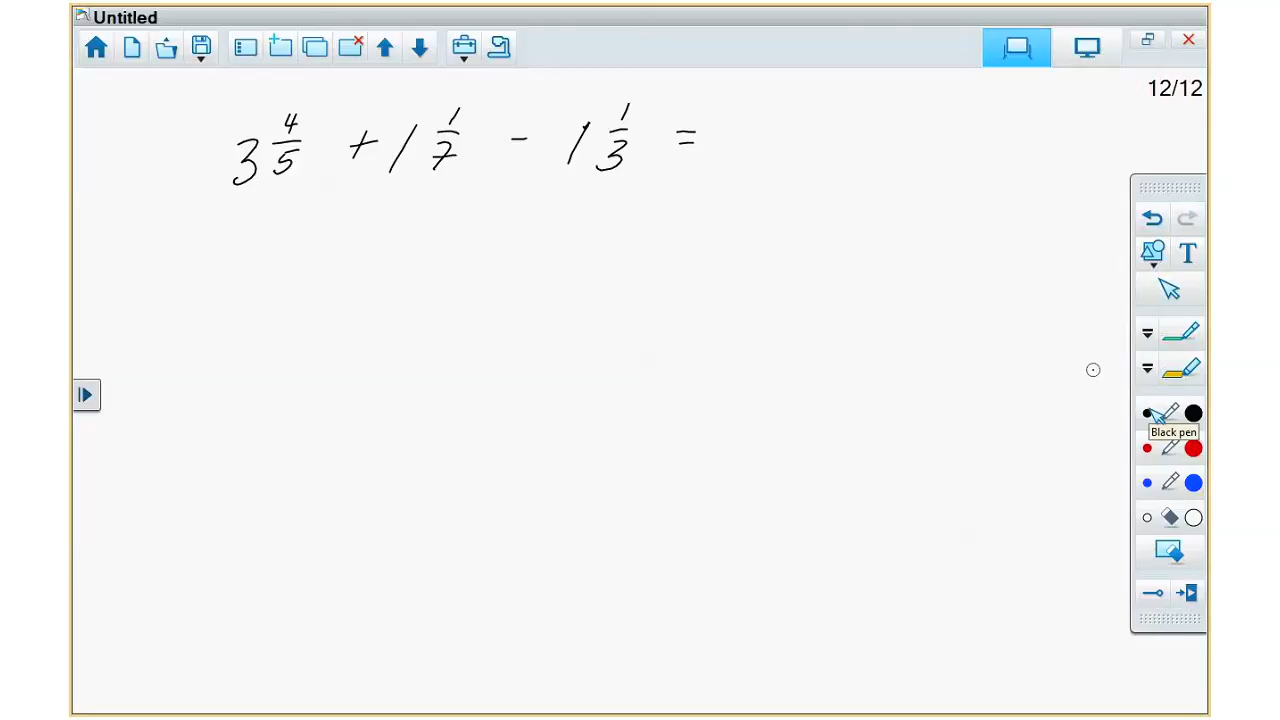 Untitled
12/12
3 4/5 + 1 1/7 - 1 1/3 =
T
Black pen